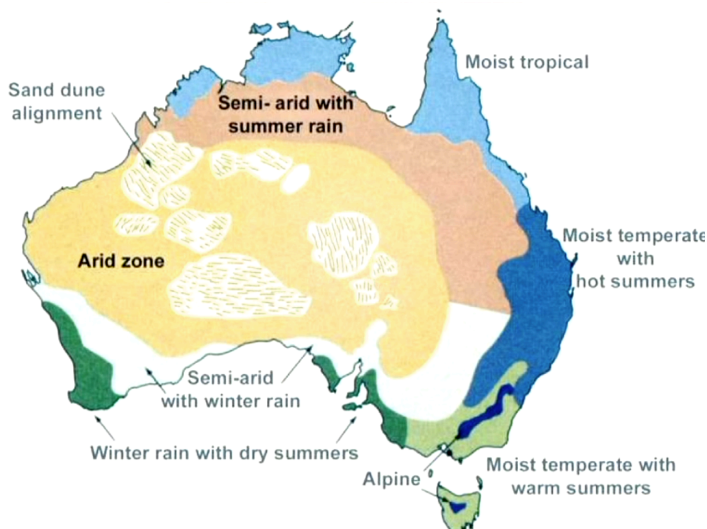 Moist tropical
Sand dune
alignment
Semi- arid with
summer rain
Moist temperate
with
hot summers
Arid zone
Semi-arid
with winter rain
Winter rain with dry summers
Alpine
Moist temperate with
warm summers